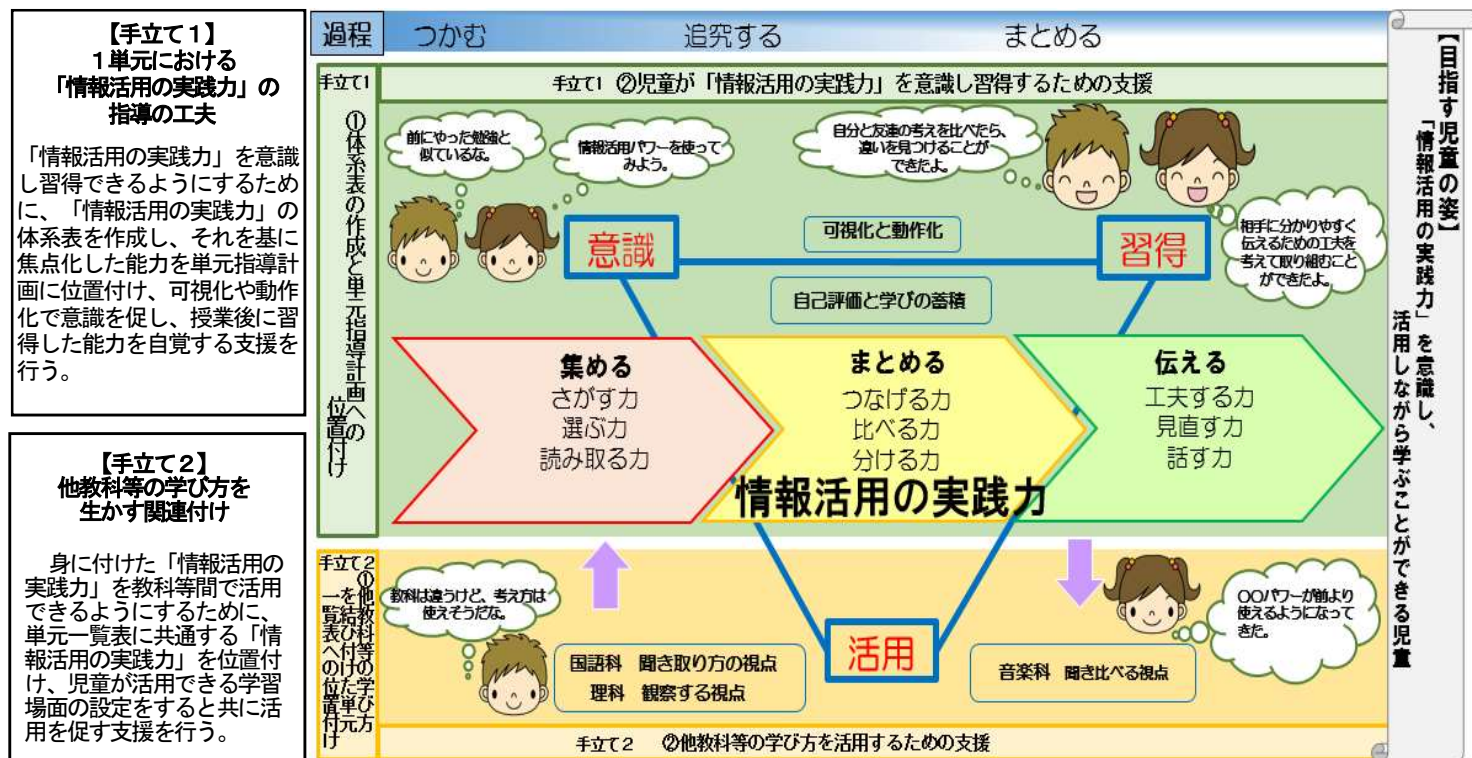 【手立て1】
1単元における
「情報活用の実践力」の
指導の工夫
「情報活用の実践力」を意識
し習得できるようにするため
に、「情報活用の実践力」の
体系表を作成し、それを基に
焦点化した能力を単元指導計
画に位置付け、可視化や動作
化で意識を促し、授業後に習
得した能力を自覚する支援を
行う。
【手立て2】
他教科等の学び方を
生かす関連付け
身に付けた「情報活用の
実践力」を教科等間で活用
できるようにするために、
単元一覧表に共通する「情
報活用の実践力」を位置付
け、児童が活用できる学習
場面の設定をすると共に活
用を促す支援を行う。
過程
つかむ
追究する
まとめる
手立て1
①体系表の作成と単元指導計画への
位置付け
手立て1 ②児童が「情報活用の実践力」を意識し習得するための支援
前にやった勉強と
似ているな。
情報活用パワーを使って
みよう。
自分と友達の考えを比べたら、
違いを見つけることが
できたよ。
相手に分かりやすく
伝えるための工夫を
考えて取り組むこと
ができたよ。
意識
可視化と動作化
習得
自己評価と学びの蓄積
集める
さがす力
選ぶ力
読み取る力
まとめる
つなげる力
比べる力
分ける力
伝える
工夫する力
見直す力
話す力
情報活用の実践力
手立て2
①他教科等の学び方
を結び付けた単元
一覧表への位置付け
教科は違うけど、考え方は
使えそうだな。
国語科 聞き取り方の視点
理科 観察する視点
活用
音楽科 聞き比べる視点
〇〇パワーが前より
使えるようになって
きた。
手立て2 ②他教科等の学び方を活用するための支援
【目指す児童の姿】
「情報活用の実践力」を意識し、
活用しながら学ぶことができる児童